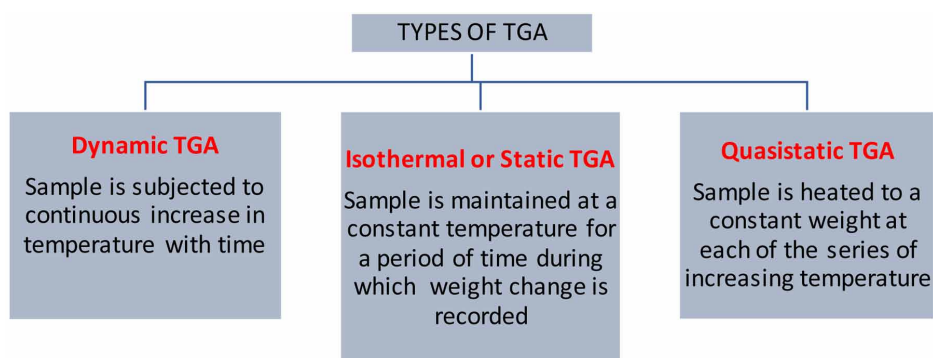 TYPES OF TGA
Dynamic TGA
Sample is subjected to
continuous increase in
temperature with time
Isothermal or Static TGA
Sample is maintained at a
constant temperature for
a period of time during
which weight change is
recorded
Quasistatic TGA
Sample is heated to a
constant weight at
each of the series of
increasing temperature